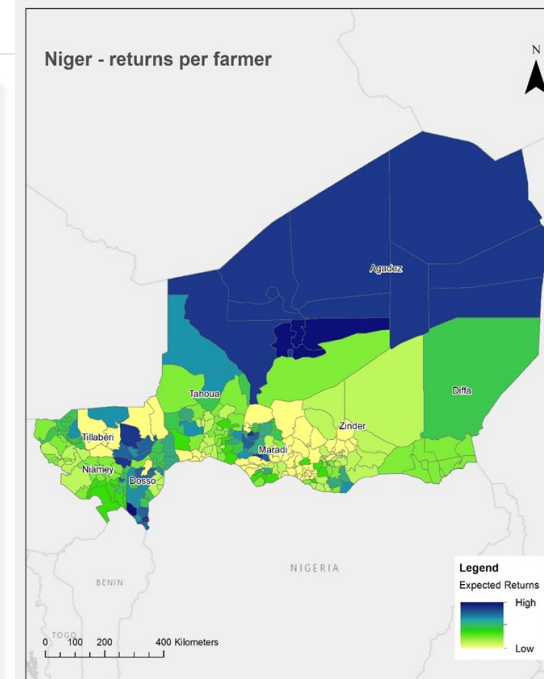 Niger - returns per farmer
N
Agadez
Diffa
Tahoua
Zinder
Tillabéri
Maradi
Niamey
Dosso
NIGERIA
BENIN
TOGO
Legend
Expected Returns
High
Low
0 100 200 400 Kilometers